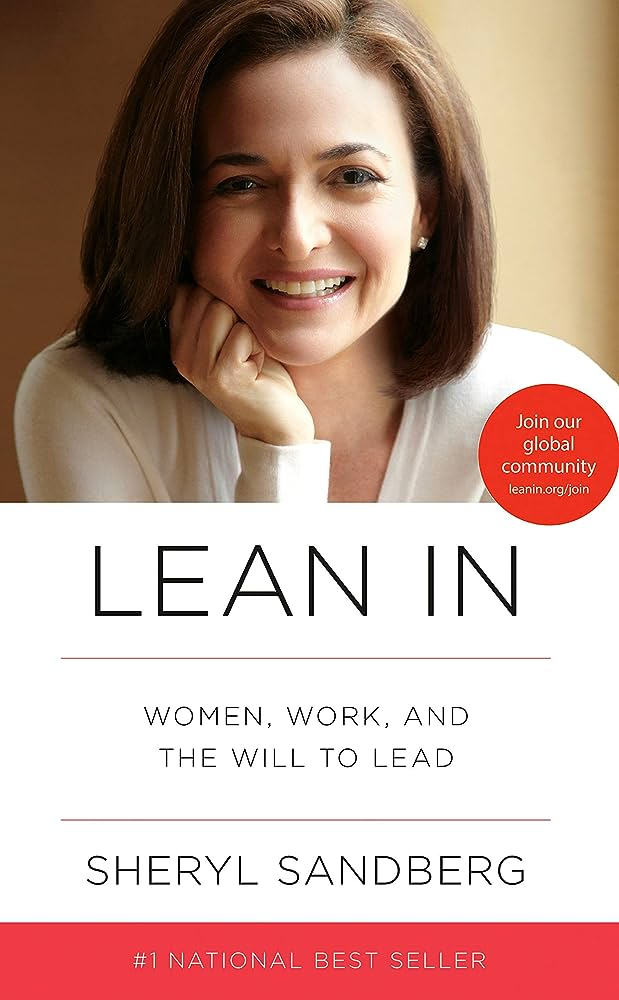 Join our
global
community
leanin.org/join
LEAN IN
WOMEN, WORK, AND
THE WILL TO LEAD
SHERYL SANDBERG
#1 NATIONAL BEST SELLER